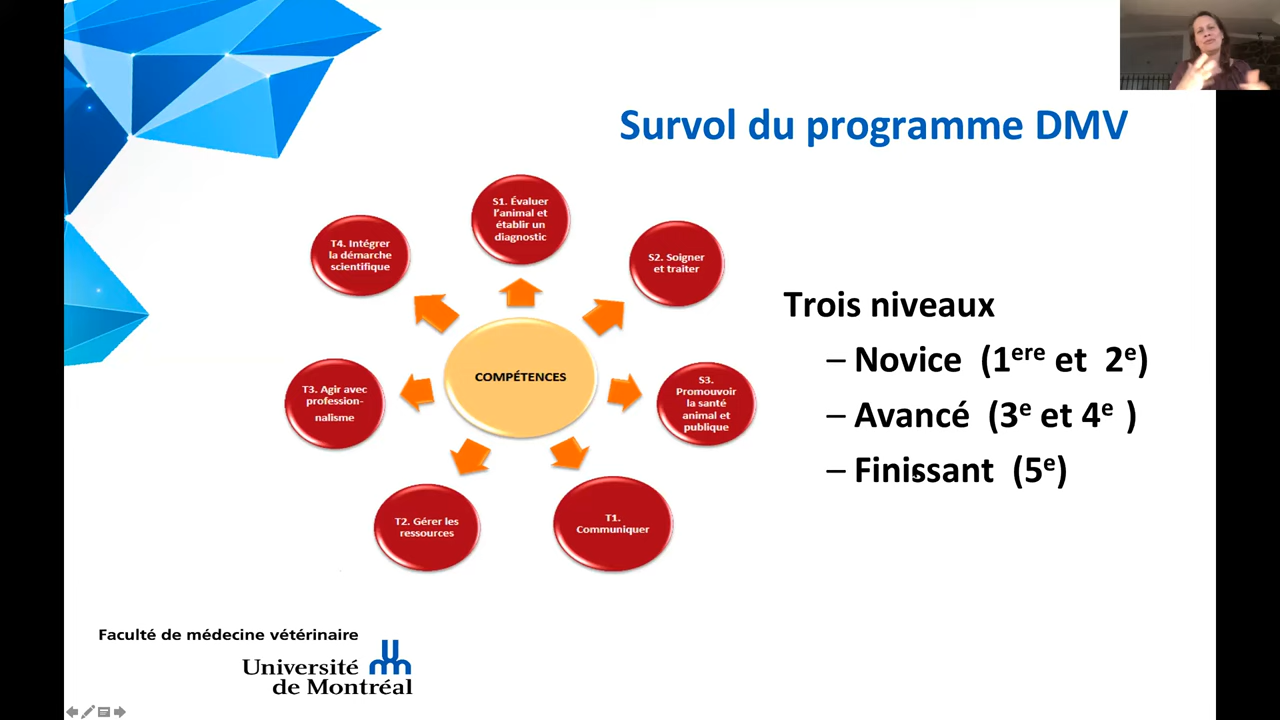 Survol du programme DMV
S1. Évaluer
l'animal et
établir un
diagnostic
S2. Soigner
et traiter
S3.
Promouvoir
la santé
animal et
publique
T1.
Communiquer
T2. Gérer les
ressources
T3. Agir avec
profession-
nalisme
T4. Intégrer
la démarche
scientifique
COMPÉTENCES
Trois niveaux
– Novice (1ere et 2e)
– Avancé (3e et 4e )
– Finissant (5e)
Faculté de médecine vétérinaire
Université
de Montréal